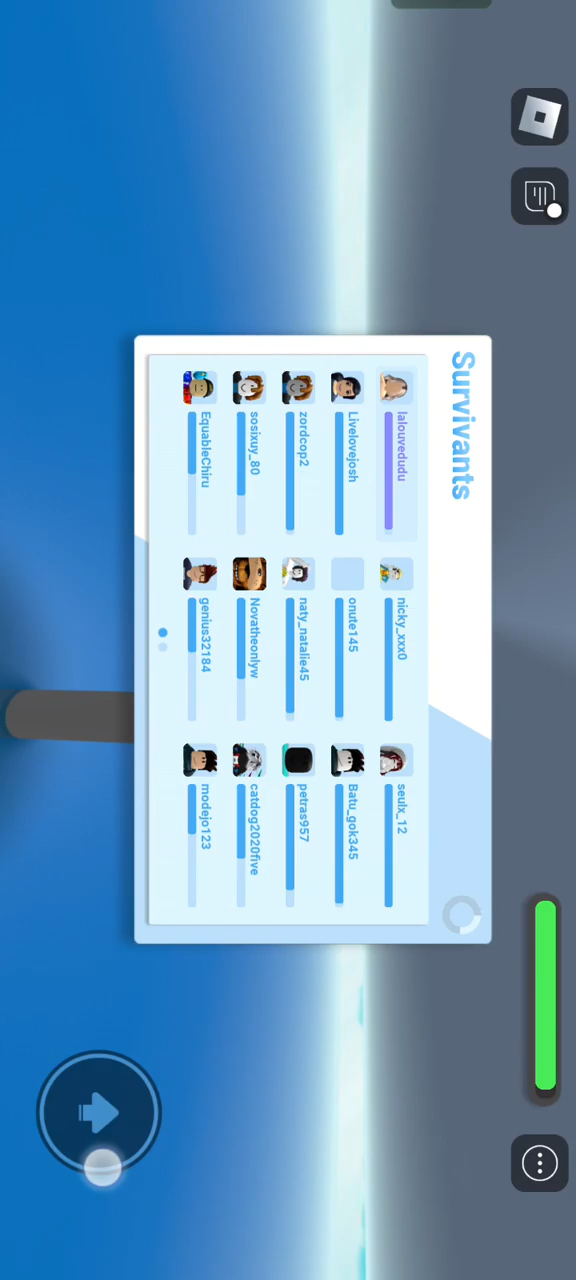 Survivants
lalouvedudu
nicky_xxx0
seulx_12
Livelovejosh
onute145
Batu_gok345
zordcop2
naty_natalie45
petras957
sosixuy_80
Novatheonlyw
catdog2020five
EquableChiru
genius32184
modejo123